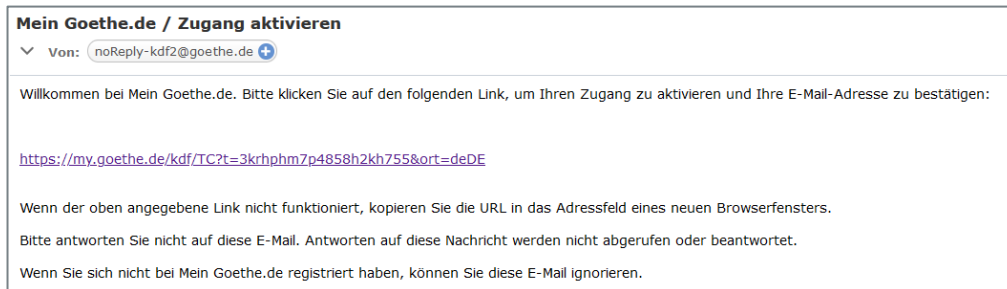 Mein Goethe.de / Zugang aktivieren
Von: noReply-kdf2@goethe.de
Willkommen bei Mein Goethe.de. Bitte klicken Sie auf den folgenden Link, um Ihren Zugang zu aktivieren und Ihre E-Mail-Adresse zu bestätigen:
https://my.goethe.de/kdf/TC?t=3krhphm7p4858h2kh755&ort=deDE
Wenn der oben angegebene Link nicht funktioniert, kopieren Sie die URL in das Adressfeld eines neuen Browserfensters.
Bitte antworten Sie nicht auf diese E-Mail. Antworten auf diese Nachricht werden nicht abgerufen oder beantwortet.
Wenn Sie sich nicht bei Mein Goethe.de registriert haben, können Sie diese E-Mail ignorieren.